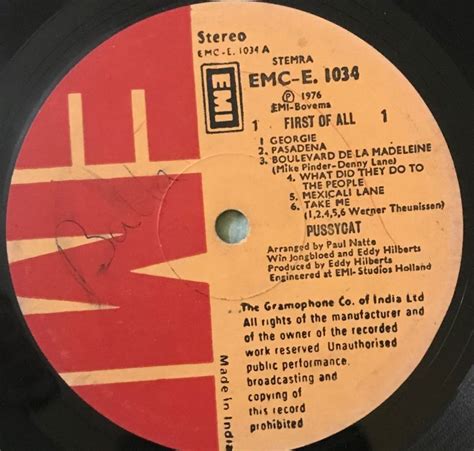 Stereo
EMC-E. 1034 A
STEMRA
EMI
EMC-E. 1034
Ⓟ 1976
EMI-Bovema
1 FIRST OF ALL 1
1 GEORGIE
2. PASADENA
3. BOULEVARD DE LA MADELEINE
(Mike Pinder-Denny Lane)
4. WHAT DID THEY DO TO
THE PEOPLE
5. MEXICALI LANE
6. TAKE ME
(1,2,4,5,6 Werner Theunissen)
PUSSYCAT
Arranged by Paul Natte
Win Jongbloed and Eddy Hilberts
Produced by Eddy Hilberts
Engineered at EMI-Studios Holland
The Gramophone Co. of India Ltd
All rights of the manufacturer and
of the owner of the recorded
work reserved Unauthorised
public performance.
broadcasting and
copying of
this record
prohibited
Made in India
EMI